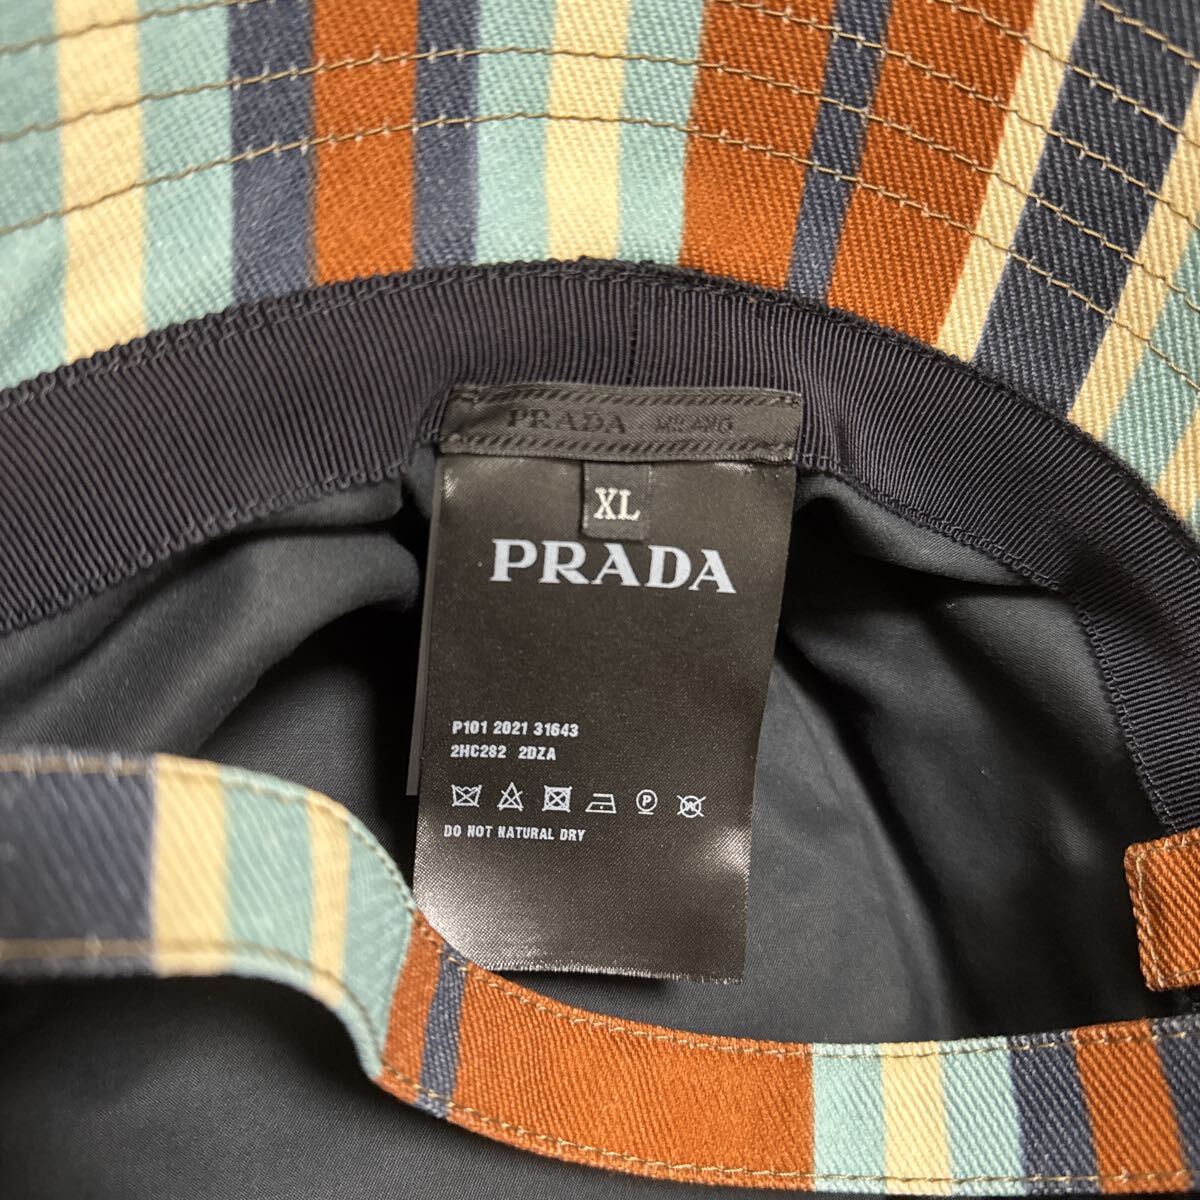 PRADA MILANO
XL
PRADA
P101 2021 31643
2HC282 2DZA
P W
DO NOT NATURAL DRY